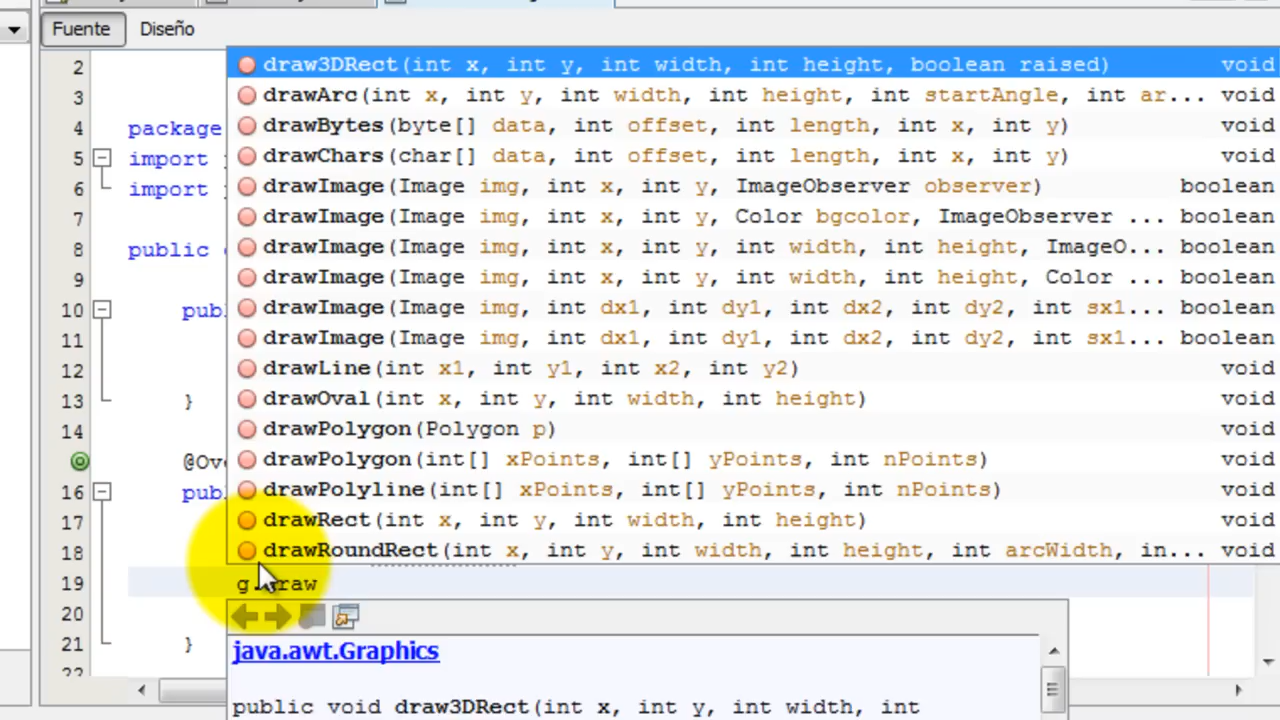 Fuente Diseño
2
3
4 package
5 import
6 import
7
8 public
9
10
11
12
13 }
14
16
17
18
19 g.draw
20
21 }
22
draw3DRect(int x, int y, int width, int height, boolean raised) void
drawArc(int x, int y, int width, int height, int startAngle, int ar... void
drawBytes(byte[] data, int offset, int length, int x, int y) void
drawChars(char[] data, int offset, int length, int x, int y) void
drawImage(Image img, int x, int y, ImageObserver observer) boolean
drawImage(Image img, int x, int y, Color bgcolor, ImageObserver ... boolean
drawImage(Image img, int x, int y, int width, int height, ImageO... boolean
drawImage(Image img, int x, int y, int width, int height, Color ... boolean
drawImage(Image img, int dx1, int dy1, int dx2, int dy2, int sx1... boolean
drawImage(Image img, int dx1, int dy1, int dx2, int dy2, int sx1... boolean
drawLine(int x1, int y1, int x2, int y2) void
drawOval(int x, int y, int width, int height) void
drawPolygon(Polygon p) void
drawPolygon(int[] xPoints, int[] yPoints, int nPoints) void
drawPolyline(int[] xPoints, int[] yPoints, int nPoints) void
drawRect(int x, int y, int width, int height) void
drawRoundRect(int x, int y, int width, int height, int arcWidth, in... void
java.awt.Graphics
public void draw3DRect(int x, int y, int width, int